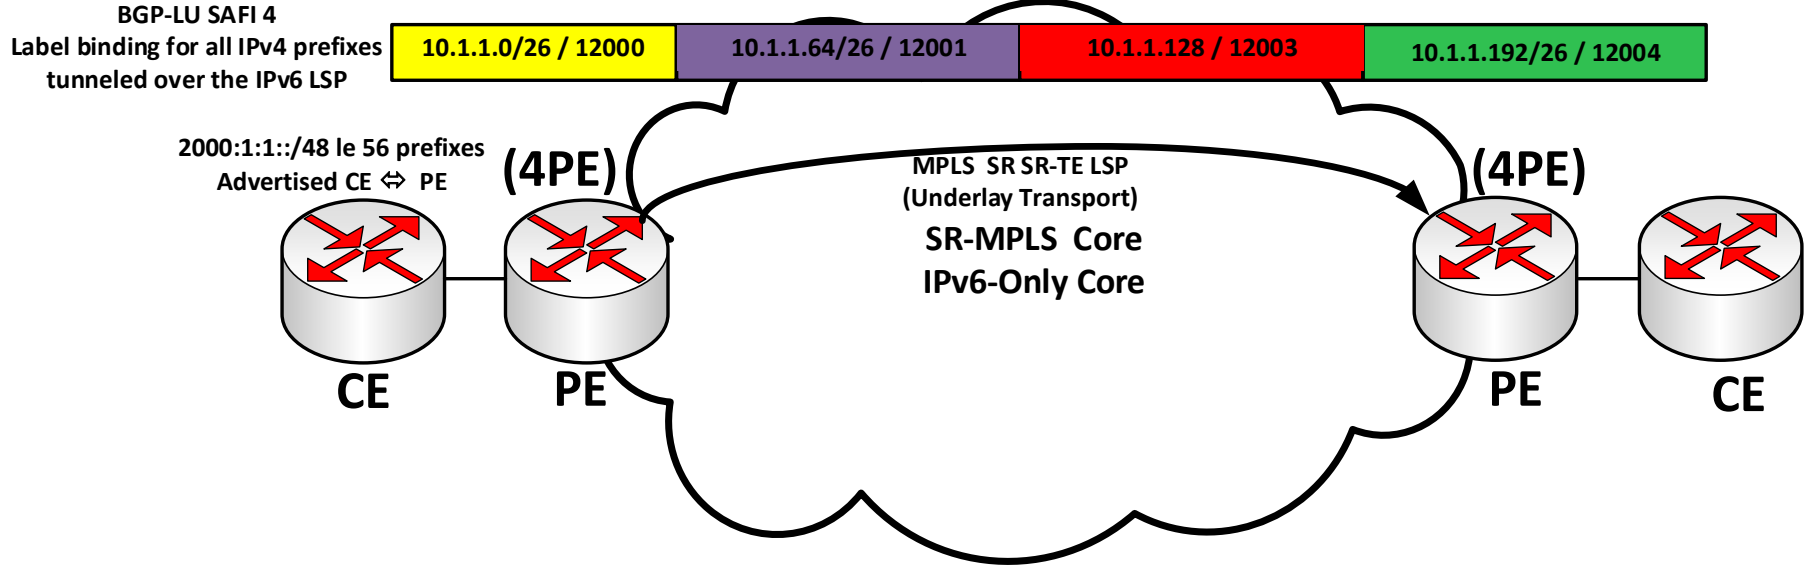 BGP-LU SAFI 4
Label binding for all IPv4 prefixes
tunneled over the IPv6 LSP
10.1.1.0/26 / 12000
10.1.1.64/26 / 12001
10.1.1.128 / 12003
10.1.1.192/26 / 12004
2000:1:1::/48 le 56 prefixes
Advertised CE ⇔ PE
(4PE)
MPLS SR SR-TE LSP
(Underlay Transport)
SR-MPLS Core
IPv6-Only Core
(4PE)
CE
PE
PE
CE